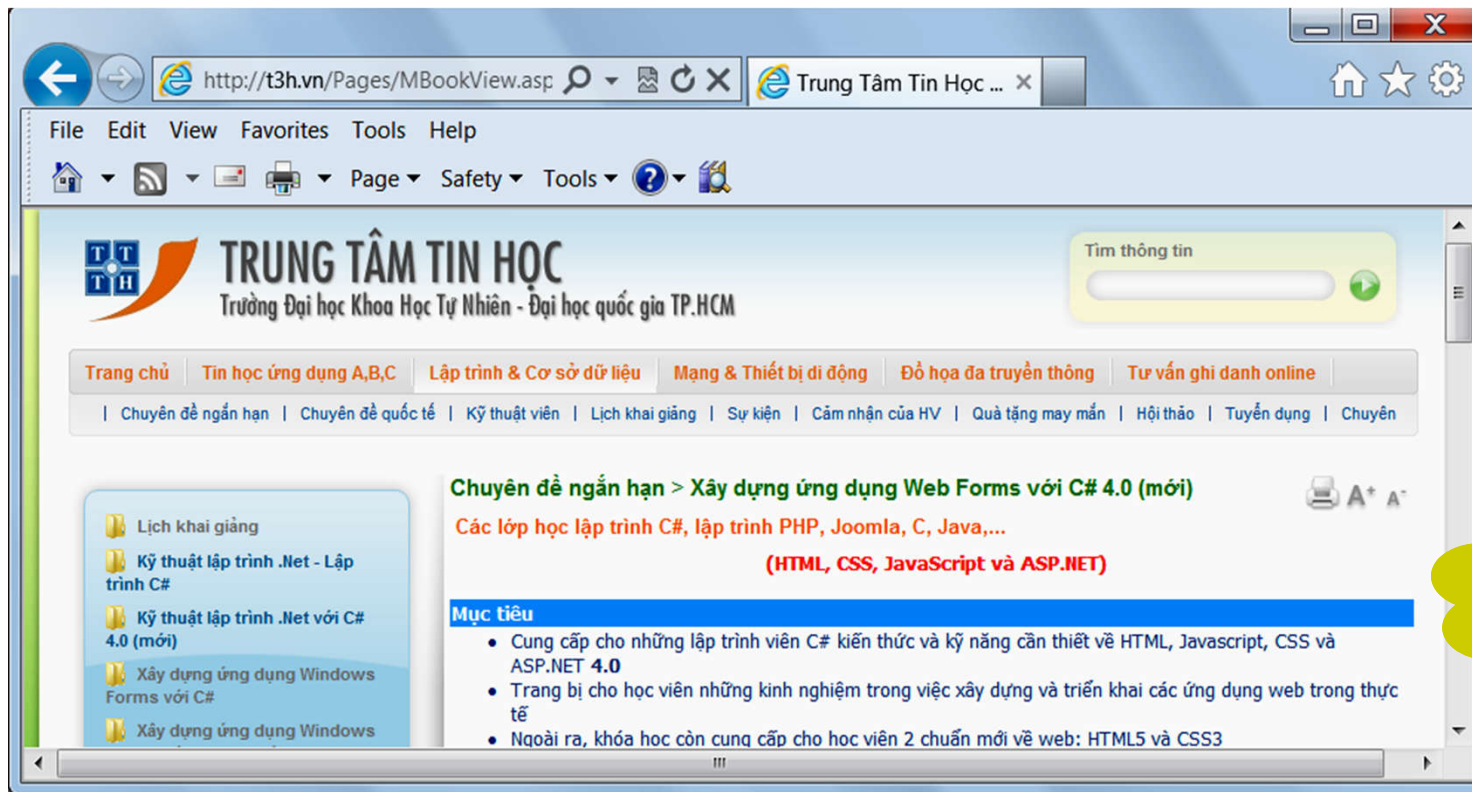 http://t3h.vn/Pages/MBookView.asp
Trung Tâm Tin Học ...
File Edit View Favorites Tools Help
Page Safety Tools
T T
T H
TRUNG TÂM TIN HỌC
Trường Đại học Khoa Học Tự Nhiên - Đại học quốc gia TP.HCM
Tìm thông tin
Trang chủ Tin học ứng dụng A,B,C Lập trình & Cơ sở dữ liệu Mạng & Thiết bị di động Đồ họa đa truyền thông Tư vấn ghi danh online
| Chuyên đề ngắn hạn | Chuyên đề quốc tế | Kỹ thuật viên | Lịch khai giảng | Sự kiện | Cảm nhận của HV | Quà tặng may mắn | Hội thảo | Tuyển dụng | Chuyên
Lịch khai giảng
Kỹ thuật lập trình .Net - Lập
trình C#
Kỹ thuật lập trình .Net với C#
4.0 (mới)
Xây dựng ứng dụng Windows
Forms với C#
Xây dựng ứng dụng Windows
Chuyên đề ngắn hạn > Xây dựng ứng dụng Web Forms với C# 4.0 (mới)
A+ A-
Các lớp học lập trình C#, lập trình PHP, Joomla, C, Java,...
(HTML, CSS, JavaScript và ASP.NET)
Mục tiêu
• Cung cấp cho những lập trình viên C# kiến thức và kỹ năng cần thiết về HTML, Javascript, CSS và
ASP.NET 4.0
• Trang bị cho học viên những kinh nghiệm trong việc xây dựng và triển khai các ứng dụng web trong thực
tế
• Ngoài ra, khóa học còn cung cấp cho học viên 2 chuẩn mới về web: HTML5 và CSS3